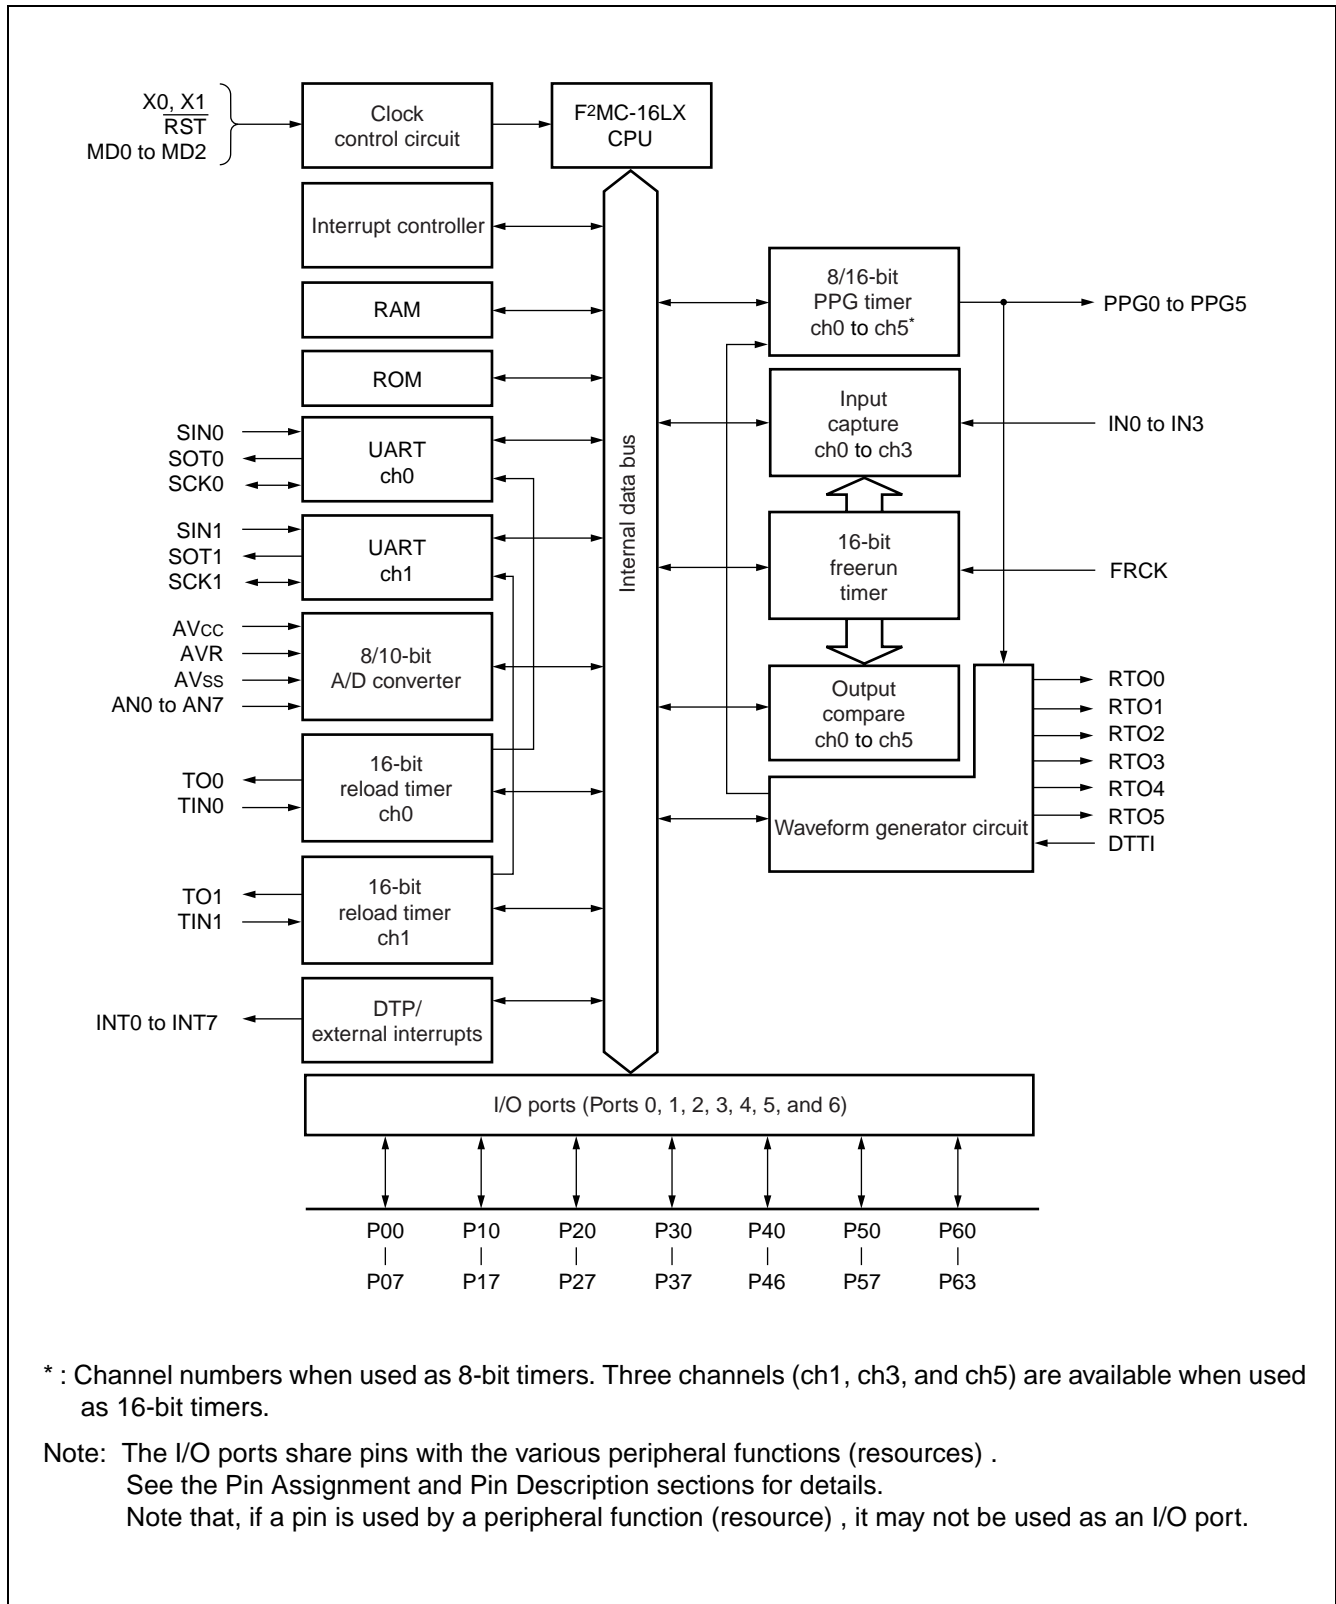 X0, X1
RST
MD0 to MD2
Clock
control circuit
F2MC-16LX
CPU
Interrupt controller
RAM
ROM
SIN0
SOT0
SCK0
UART
ch0
SIN1
SOT1
SCK1
UART
ch1
AVcc
AVR
AVss
AN0 to AN7
8/10-bit
A/D converter
TO0
TIN0
16-bit
reload timer
ch0
TO1
TIN1
16-bit
reload timer
ch1
INT0 to INT7
DTP/
external interrupts
Internal data bus
8/16-bit
PPG timer
ch0 to ch5*
PPG0 to PPG5
Input
capture
ch0 to ch3
IN0 to IN3
16-bit
freerun
timer
FRCK
Output
compare
ch0 to ch5
Waveform generator circuit
RTO0
RTO1
RTO2
RTO3
RTO4
RTO5
DTTI
I/O ports (Ports 0, 1, 2, 3, 4, 5, and 6)
P00 P10 P20 P30 P40 P50 P60
P07 P17 P27 P37 P46 P57 P63
* : Channel numbers when used as 8-bit timers. Three channels (ch1, ch3, and ch5) are available when used
as 16-bit timers.
Note: The I/O ports share pins with the various peripheral functions (resources) .
See the Pin Assignment and Pin Description sections for details.
Note that, if a pin is used by a peripheral function (resource) , it may not be used as an I/O port.